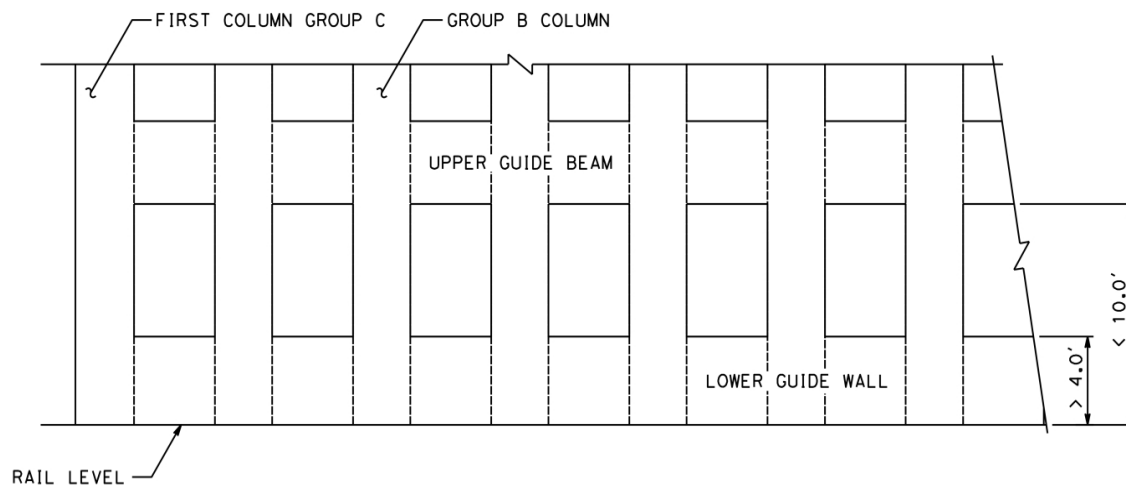 FIRST COLUMN GROUP C
GROUP B COLUMN
UPPER GUIDE BEAM
LOWER GUIDE WALL
> 4.0′
< 10.0′
RAIL LEVEL